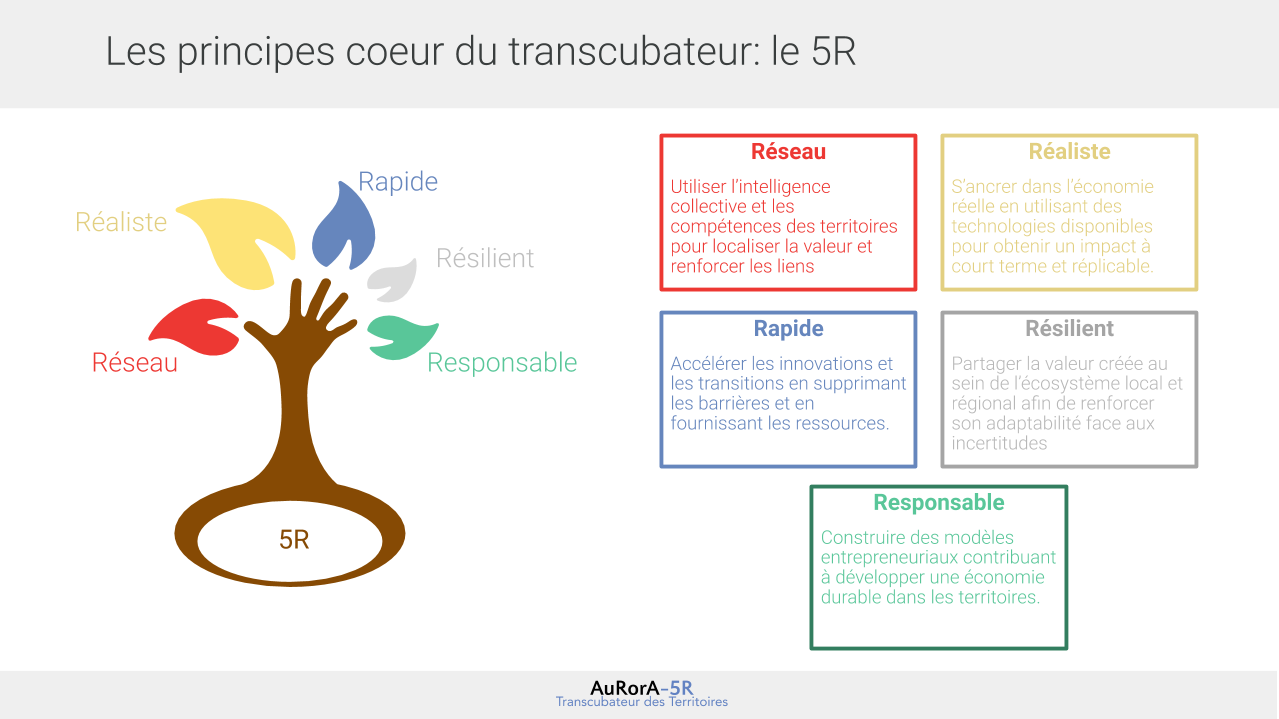 Les principes coeur du transcubateur: le 5R
Rapide
Réaliste
Résilient
Réseau
Responsable
5R
Réseau
Utiliser l’intelligence
collective et les
compétences des territoires
pour localiser la valeur et
renforcer les liens
Réaliste
S’ancrer dans l’économie
réelle en utilisant des
technologies disponibles
pour obtenir un impact à
court terme et réplicable.
Rapide
Accélérer les innovations et
les transitions en supprimant
les barrières et en
fournissant les ressources.
Résilient
Partager la valeur créée au
sein de l’écosystème local et
régional afin de renforcer
son adaptabilité face aux
incertitudes
Responsable
Construire des modèles
entrepreneuriaux contribuant
à développer une économie
durable dans les territoires.
AuRorA-5R
Transcubateur des Territoires